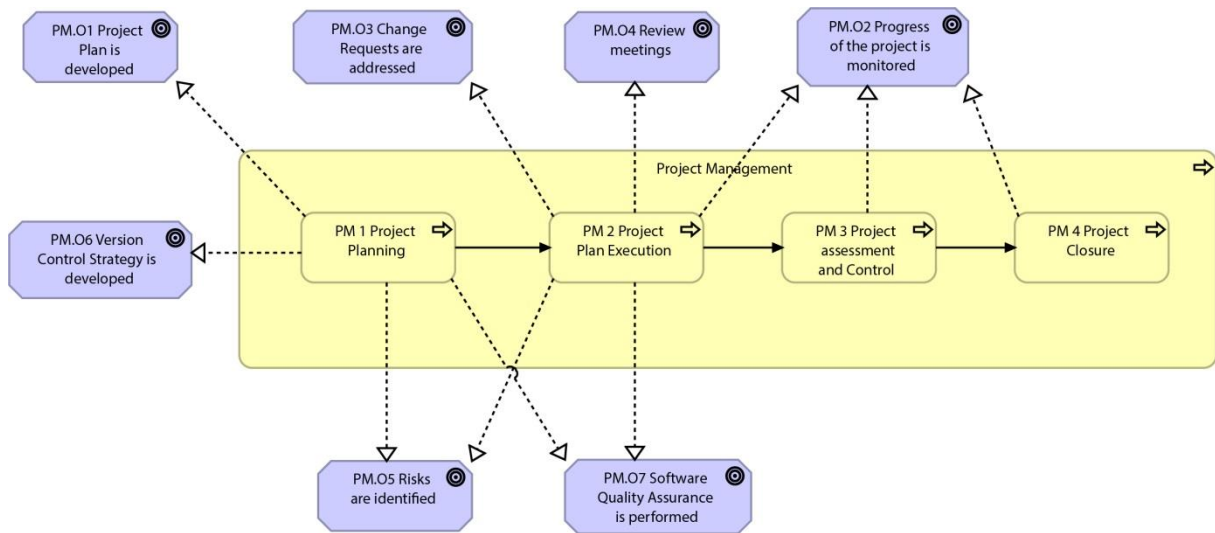 PM.O1 Project
Plan is
developed
PM.O3 Change
Requests are
addressed
PM.O4 Review
meetings
PM.O2 Progress
of the project is
monitored
Project Management
PM.O6 Version
Control Strategy is
developed
PM 1 Project
Planning
PM 2 Project
Plan Execution
PM 3 Project
assessment
and Control
PM 4 Project
Closure
PM.O5 Risks
are identified
PM.O7 Software
Quality Assurance
is performed